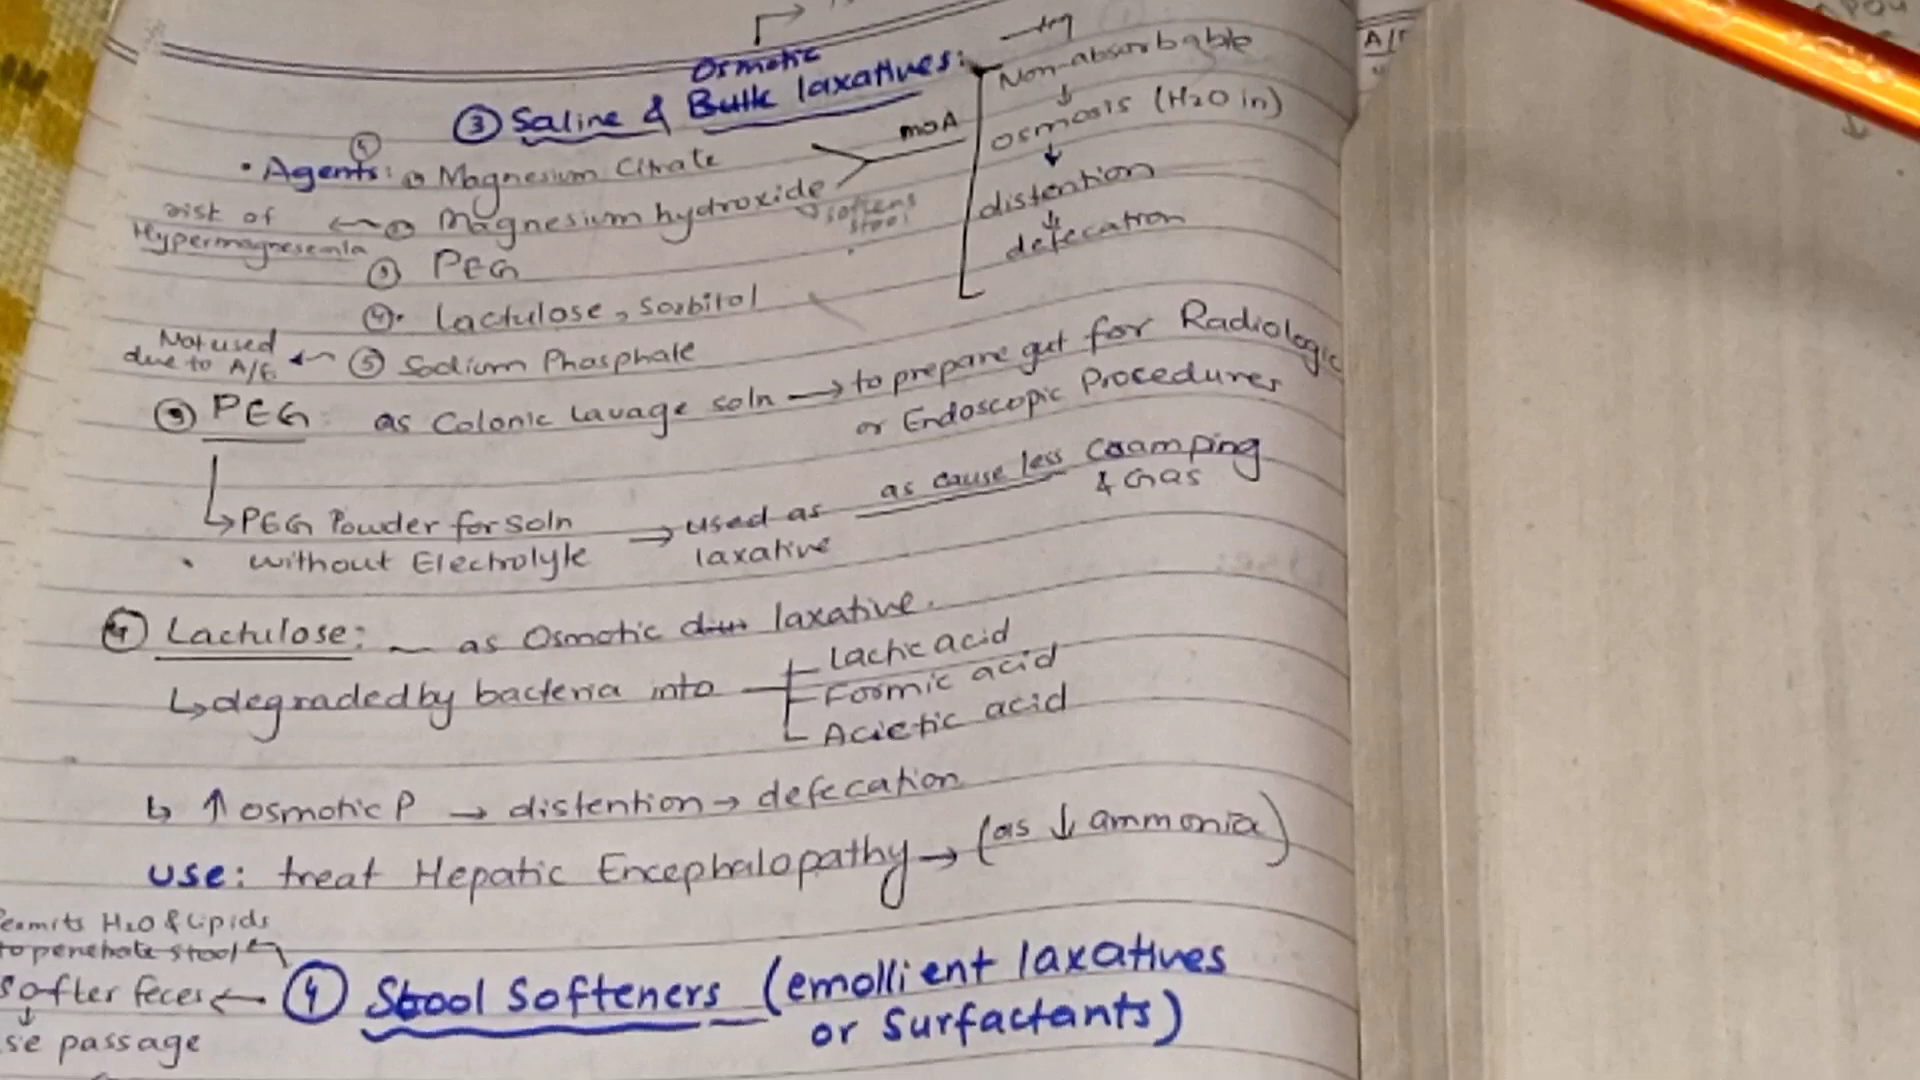 Osmotic
③ Saline & Bulk laxatives:
Non-absorbable
↓
osmosis (H2O in)
↓
distention
↓
defecation
MOA
• Agents: ① Magnesium Citrate
② Magnesium hydroxide
softens
stool
risk of
Hypermagnesemia
③ PEG
④. Lactulose, Sorbitol
Not used
due to A/E
⑤ Sodium Phosphate
③ PEG: as Colonic Lavage soln → to prepare gut for Radiologic
or Endoscopic Procedures
↳ PEG Powder for soln → used as as cause less Cramping
without Electrolyte laxative & Gas
④ Lactulose: as Osmotic laxative.
↳ degraded by bacteria into Lactic acid
Formic acid
Acietic acid
↳ ↑ osmotic P → distention → defecation
use: treat Hepatic Encephalopathy → (as ↓ ammonia)
H2O & Lipids
to penetrate stool
softer feces ← ④ Stool Softeners (emollient laxatives
passage or Surfactants)